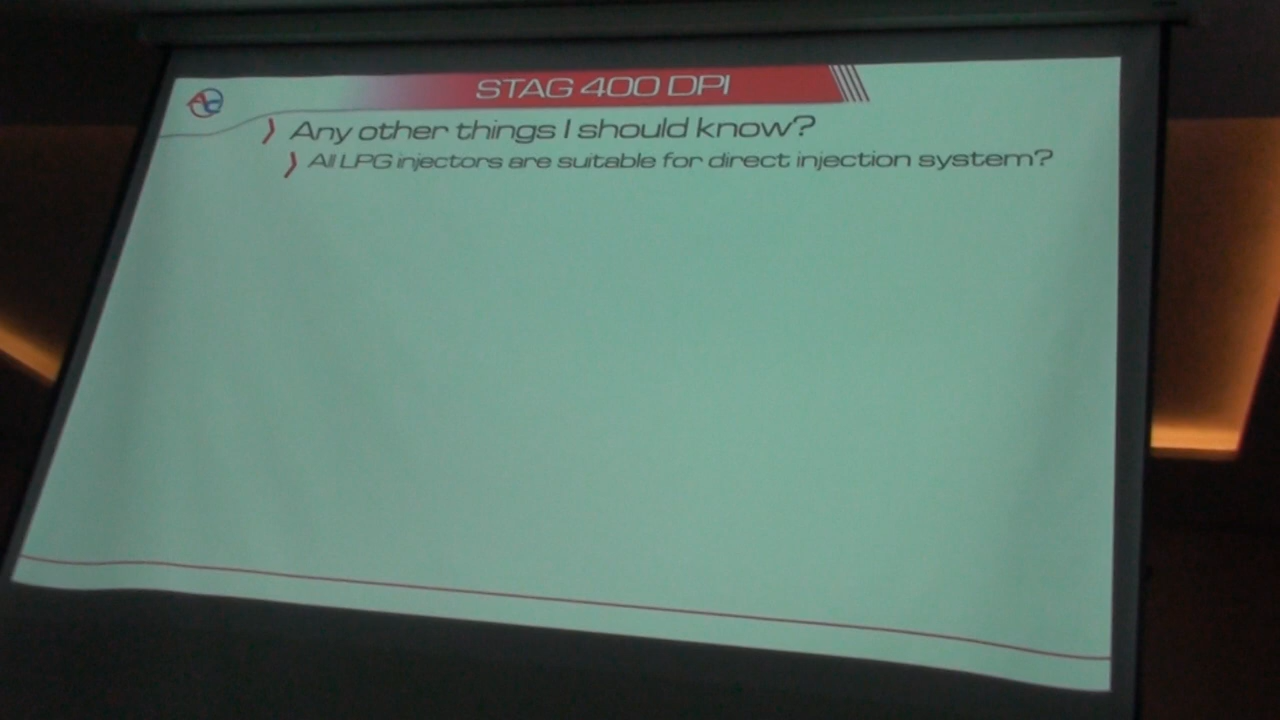 STAG 400 DPI
Any other things I should know?
All LPG injectors are suitable for direct injection system?